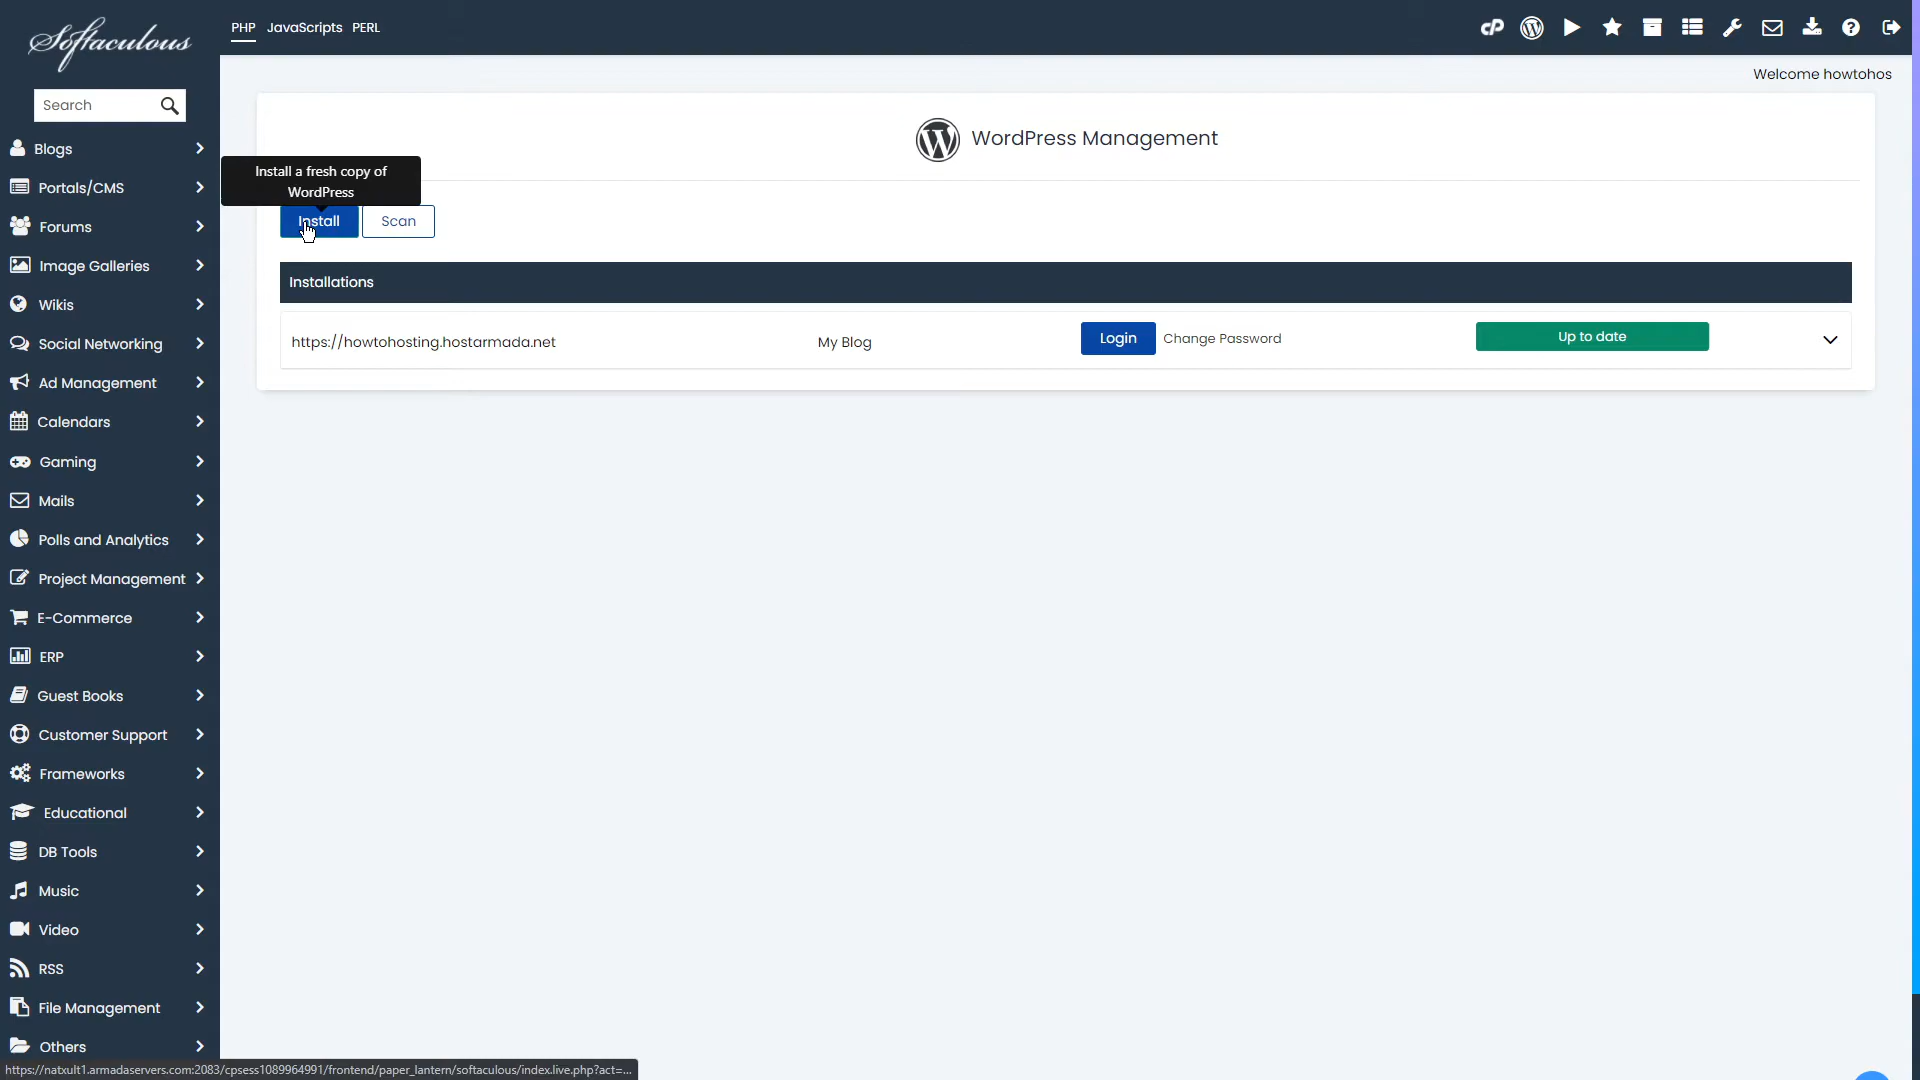 Softaculous
PHP JavaScripts PERL
cP
Welcome howtohos
Search
Blogs
Portals/CMS
Forums
Image Galleries
Wikis
Social Networking
Ad Management
Calendars
Gaming
Mails
Polls and Analytics
Project Management
E-Commerce
ERP
Guest Books
Customer Support
Frameworks
Educational
DB Tools
Music
Video
RSS
File Management
Others
WordPress Management
Install a fresh copy of
WordPress
Install Scan
Installations
https://howtohosting.hostarmada.net My Blog Login Change Password Up to date
https://natxult1.armadaservers.com:2083/cpsess1089964991/frontend/paper_lantern/softaculous/index.live.php?act=...